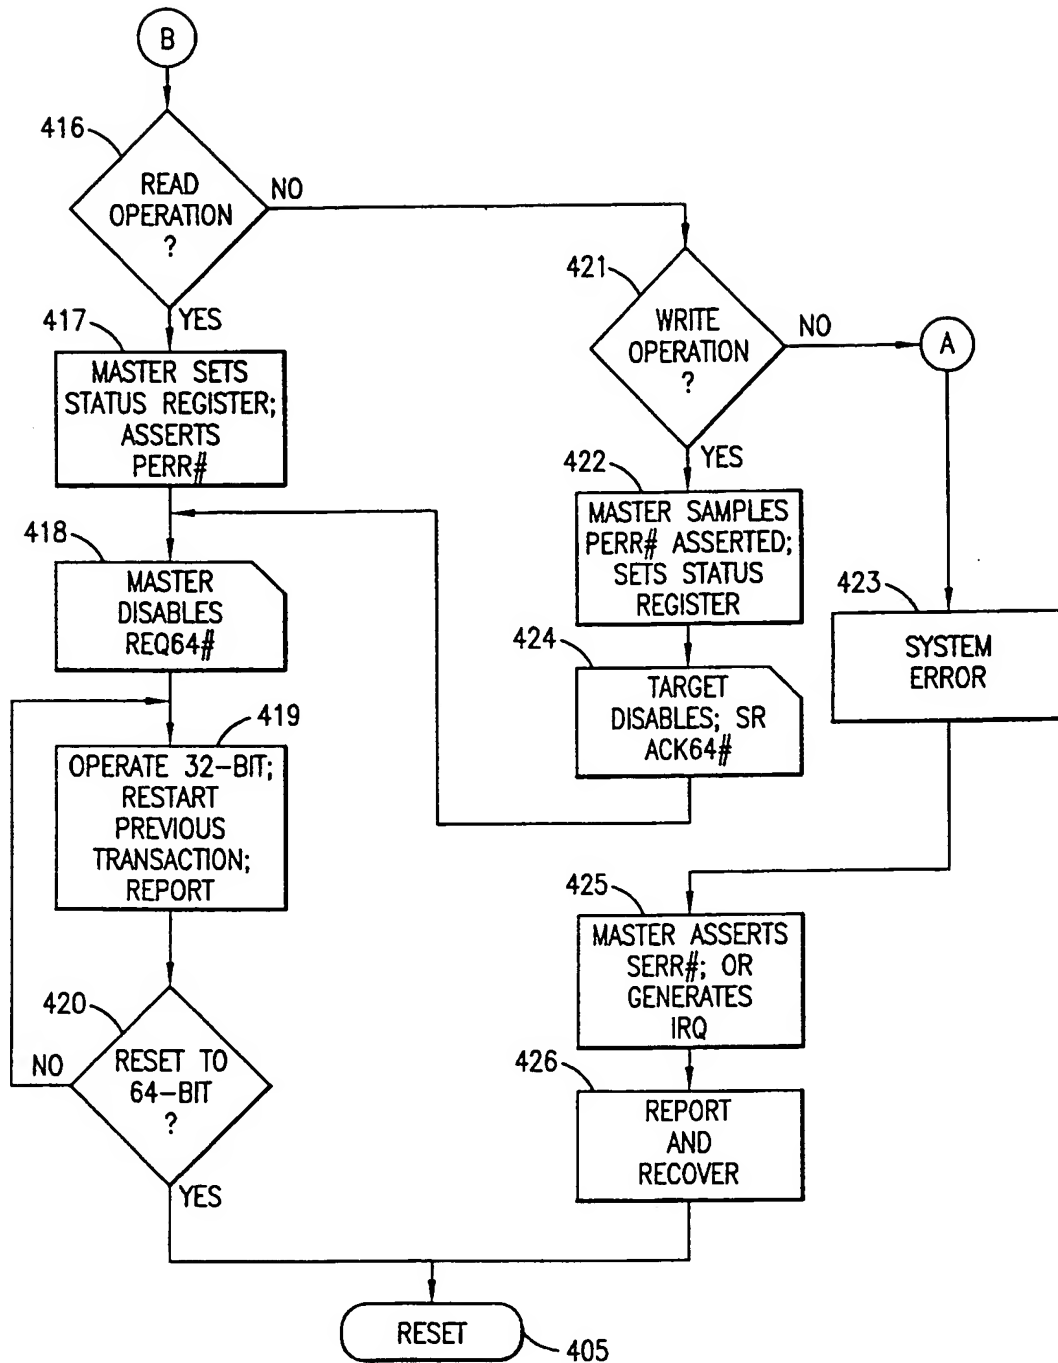 B
416
READ
OPERATION
?
NO
YES
417
MASTER SETS
STATUS REGISTER;
ASSERTS
PERR#
418
MASTER
DISABLES
REQ64#
419
OPERATE 32-BIT;
RESTART
PREVIOUS
TRANSACTION;
REPORT
420
RESET TO
64-BIT
?
NO
YES
421
WRITE
OPERATION
?
NO
A
YES
422
MASTER SAMPLES
PERR# ASSERTED;
SETS STATUS
REGISTER
424
TARGET
DISABLES; SR
ACK64#
423
SYSTEM
ERROR
425
MASTER ASSERTS
SERR#; OR
GENERATES
IRQ
426
REPORT
AND
RECOVER
RESET
405